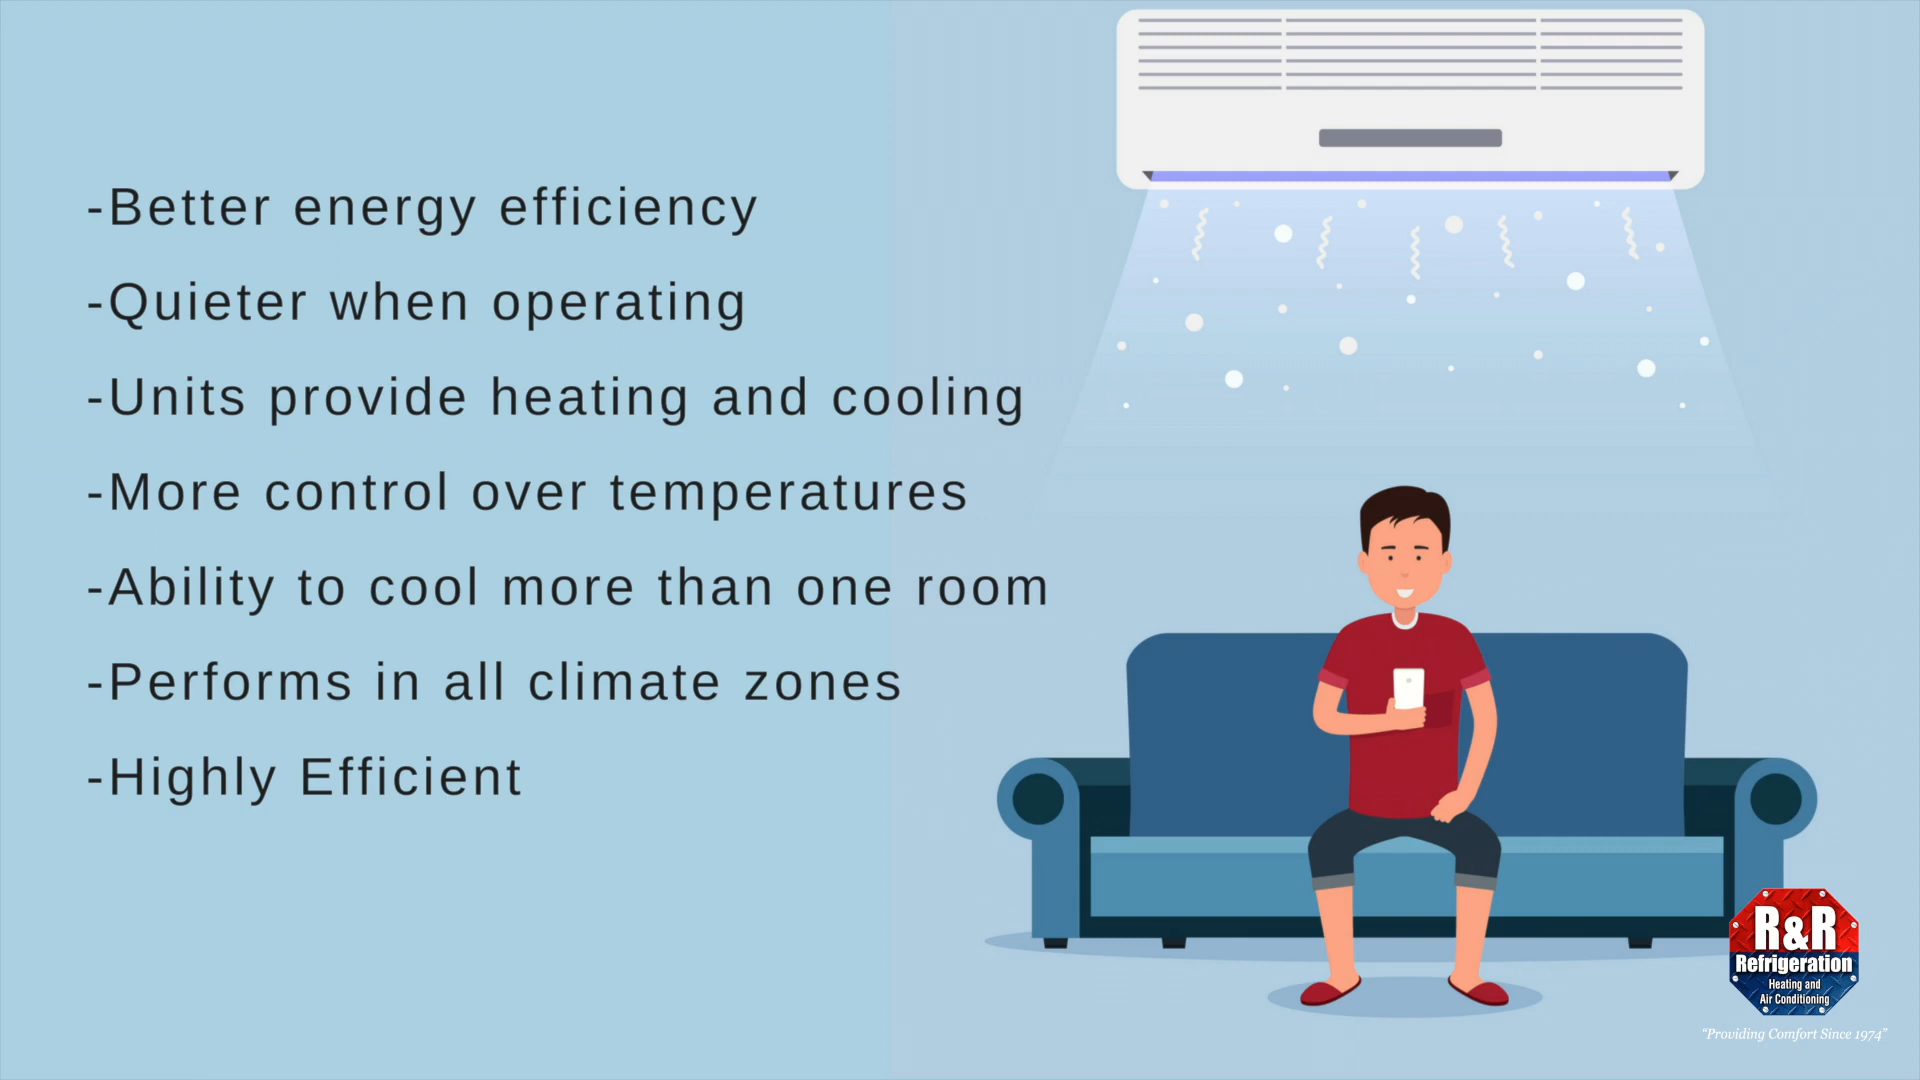 -Better energy efficiency
-Quieter when operating
-Units provide heating and cooling
-More control over temperatures
-Ability to cool more than one room
-Performs in all climate zones
-Highly Efficient
R&R
Refrigeration
Heating and
Air Conditioning
"Providing Comfort Since 1974"